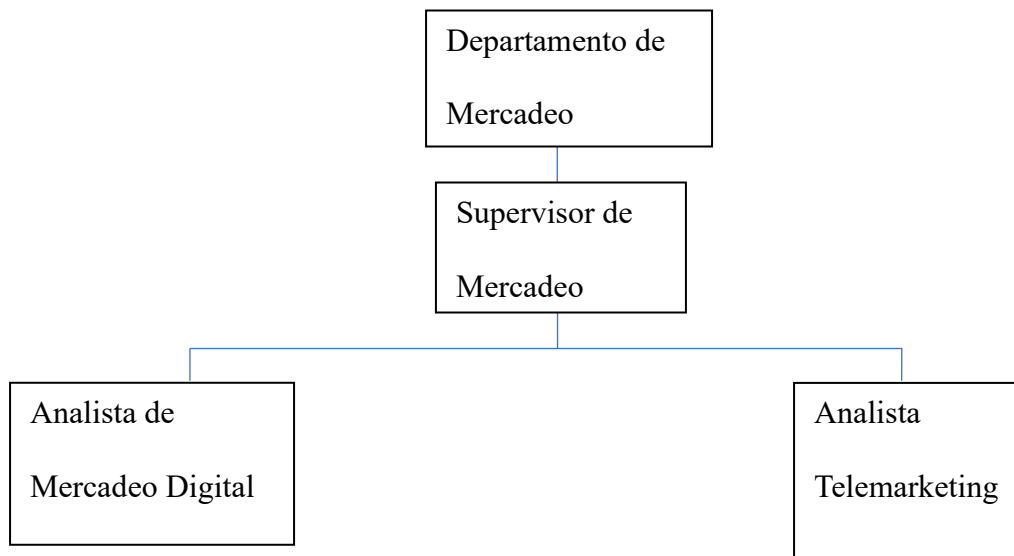 Departamento de
Mercadeo
Supervisor de
Mercadeo
Analista de
Mercadeo Digital
Analista
Telemarketing